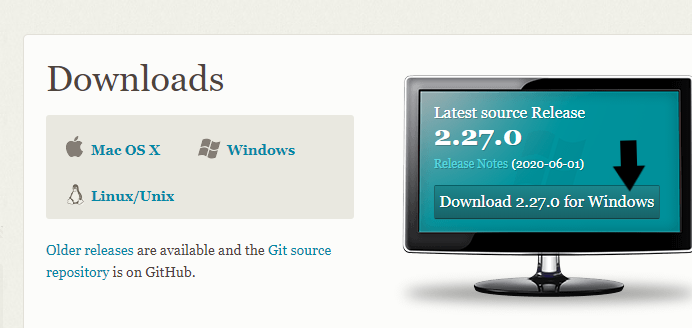 Downloads
Mac OS X
Windows
Linux/Unix
Older releases are available and the Git source
repository is on GitHub.
Latest source Release
2.27.0
Release Notes (2020-06-01)
Download 2.27.0 for Windows